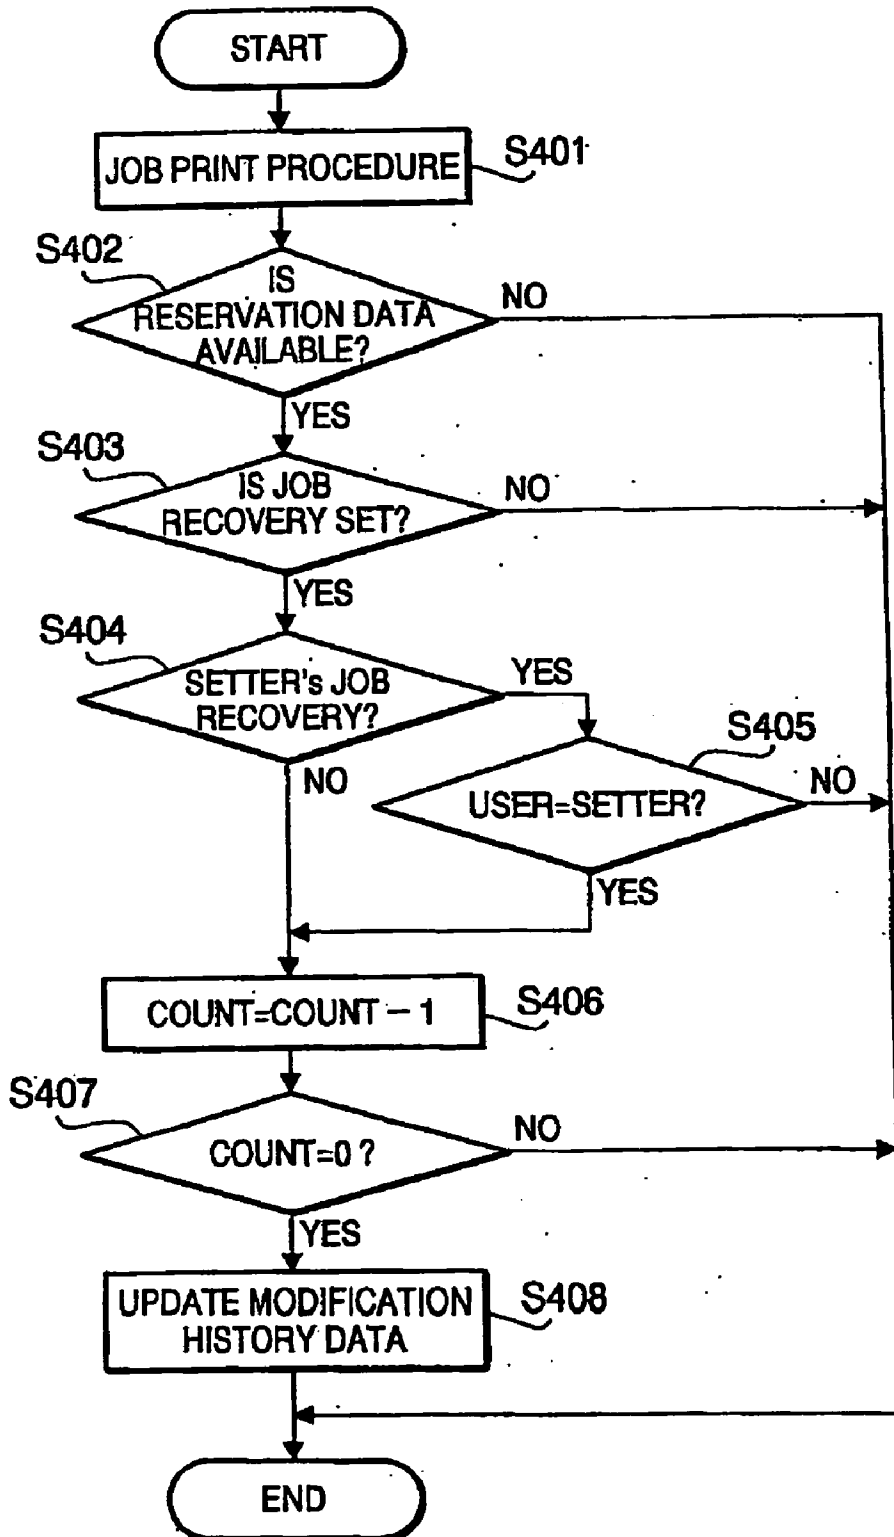 START
JOB PRINT PROCEDURE
S401
S402
IS
RESERVATION DATA
AVAILABLE?
NO
YES
S403
IS JOB
RECOVERY SET?
NO
YES
S404
SETTER's JOB
RECOVERY?
YES
NO
S405
USER=SETTER?
NO
YES
COUNT=COUNT – 1
S406
S407
COUNT=0 ?
NO
YES
UPDATE MODIFICATION
HISTORY DATA
S408
END